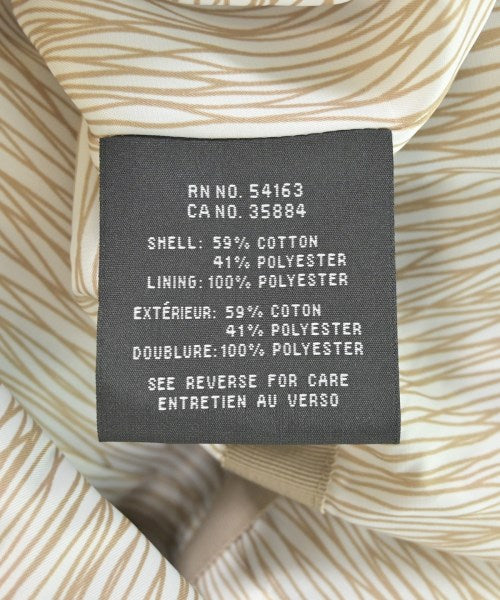 RN NO. 54163
CA NO. 35884
SHELL: 59% COTTON
41% POLYESTER
LINING: 100% POLYESTER
EXTÉRIEUR: 59% COTON
41% POLYESTER
DOUBLURE: 100% POLYESTER
SEE REVERSE FOR CARE
ENTRETIEN AU VERSO